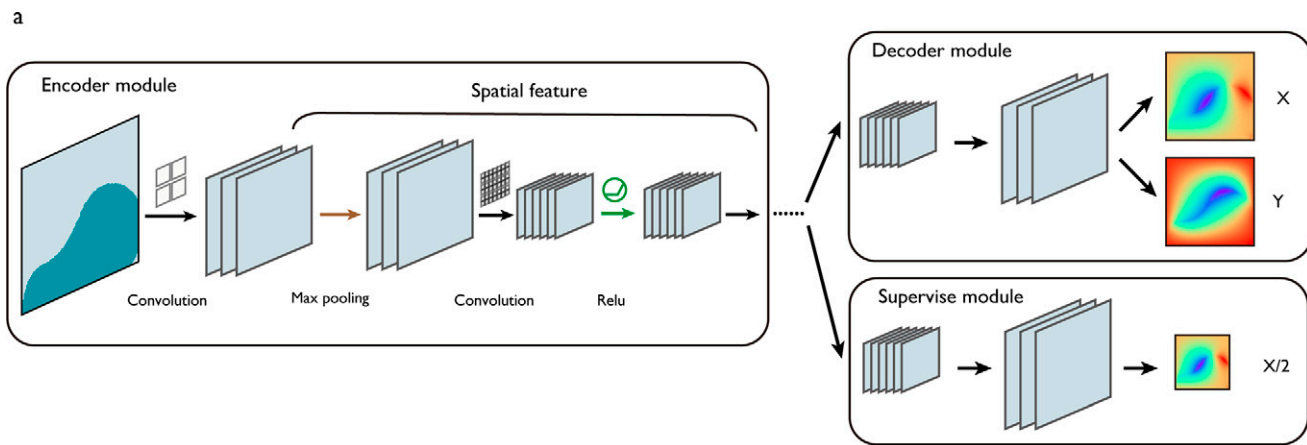 a
Encoder module
Spatial feature
Convolution
Max pooling
Convolution
Relu
......
Decoder module
X
Y
Supervise module
X/2